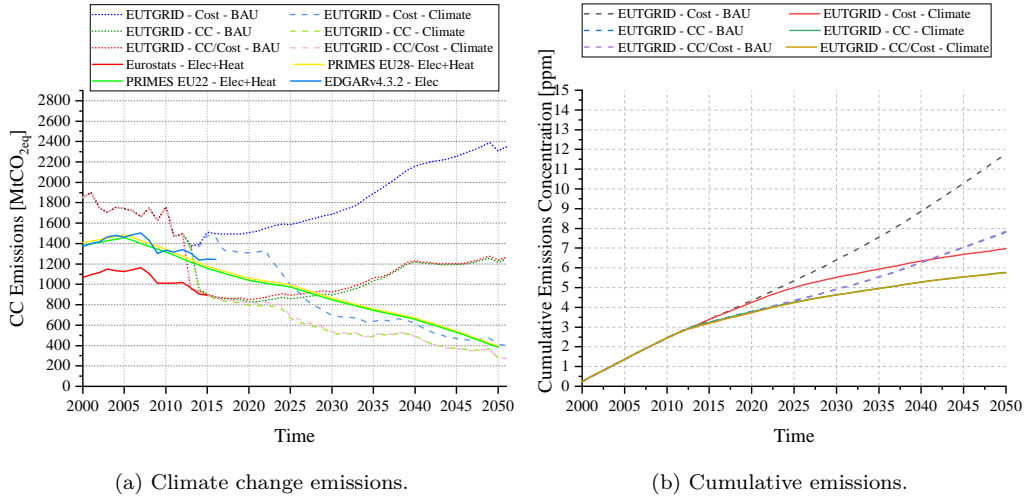 EUTGRID - Cost - BAU
EUTGRID - Cost - Climate
EUTGRID - CC - BAU
EUTGRID - CC - Climate
EUTGRID - CC/Cost - BAU
EUTGRID - CC/Cost - Climate
Eurostats - Elec+Heat
PRIMES EU28- Elec+Heat
PRIMES EU22 - Elec+Heat
EDGARv4.3.2 - Elec
CC Emissions [MtCO2eq]
2800
2600
2400
2200
2000
1800
1600
1400
1200
1000
800
600
400
200
0
2000 2005 2010 2015 2020 2025 2030 2035 2040 2045 2050
Time
(a) Climate change emissions.
EUTGRID - Cost - BAU
EUTGRID - Cost - Climate
EUTGRID - CC - BAU
EUTGRID - CC - Climate
EUTGRID - CC/Cost - BAU
EUTGRID - CC/Cost - Climate
Cumulative Emissions Concentration [ppm]
15
14
13
12
11
10
9
8
7
6
5
4
3
2
1
0
2000 2005 2010 2015 2020 2025 2030 2035 2040 2045 2050
Time
(b) Cumulative emissions.